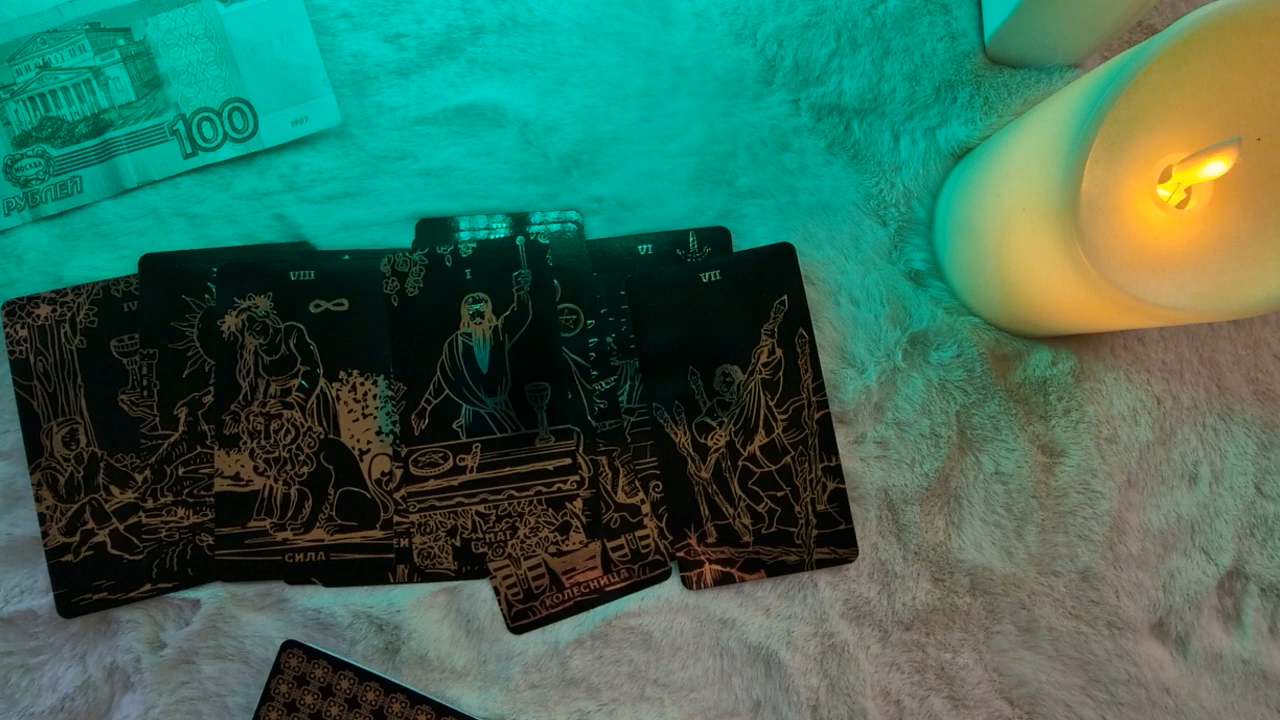 100
1997
МОСКВА
РУБЛЕЙ
IV
VIII
СИЛА
I
МАГ
VI
КОЛЕСНИЦА
VII